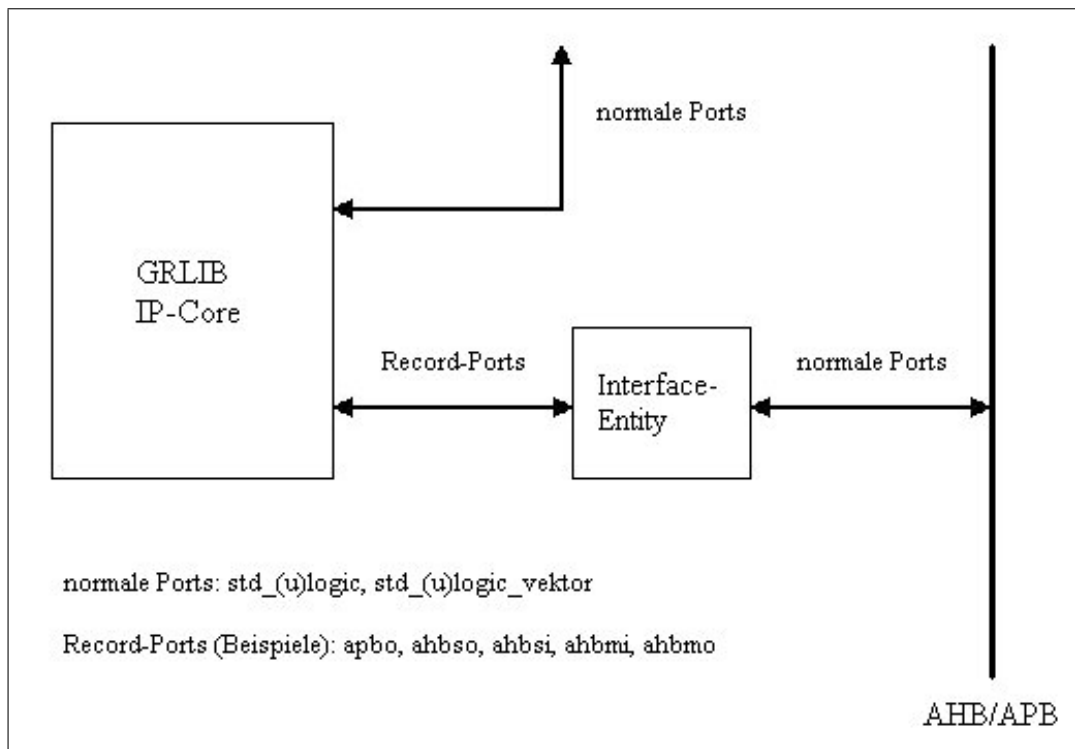 normale Ports
GRLIB
IP-Core
Record-Ports
Interface-
Entity
normale Ports
normale Ports: std_(u)logic, std_(u)logic_vektor
Record-Ports (Beispiele): apbo, ahbso, ahbsi, ahbmi, ahbmo
AHB/APB